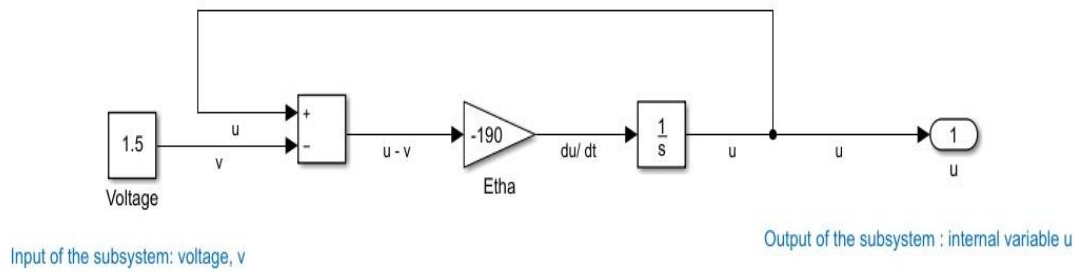 +
u
1.5
v
−
Voltage
u - v
-190
Etha
du/ dt
1
s
u
u
1
u
Input of the subsystem: voltage, v
Output of the subsystem : internal variable u